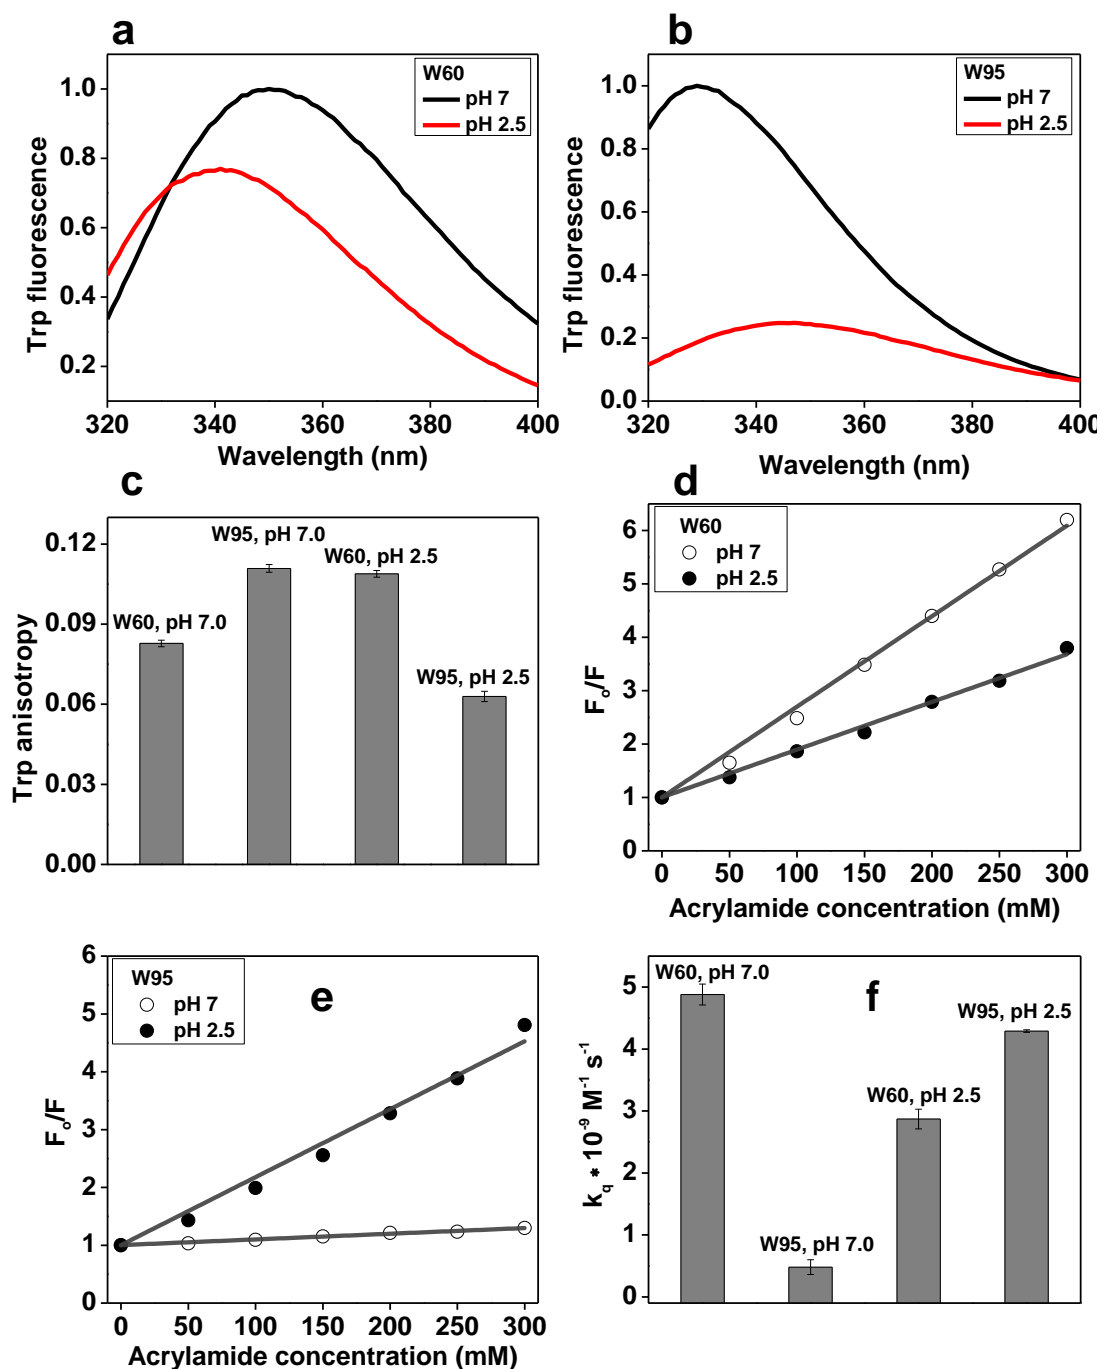 a
W60
pH 7
pH 2.5
1.0
0.8
0.6
0.4
0.2
320 340 360 380 400
Trp fluorescence
Wavelength (nm)
b
W95
pH 7
pH 2.5
1.0
0.8
0.6
0.4
0.2
0.0
320 340 360 380 400
Trp fluorescence
Wavelength (nm)
c
W60, pH 7.0
W95, pH 7.0
W60, pH 2.5
W95, pH 2.5
0.12
0.09
0.06
0.03
0.00
Trp anisotropy
d
W60
pH 7
pH 2.5
6
5
4
3
2
1
0
0 50 100 150 200 250 300
F₀/F
Acrylamide concentration (mM)
e
W95
pH 7
pH 2.5
6
5
4
3
2
1
0
0 50 100 150 200 250 300
F₀/F
Acrylamide concentration (mM)
f
W60, pH 7.0
W95, pH 7.0
W60, pH 2.5
W95, pH 2.5
5
4
3
2
1
0
k_q * 10⁻⁹ M⁻¹ s⁻¹